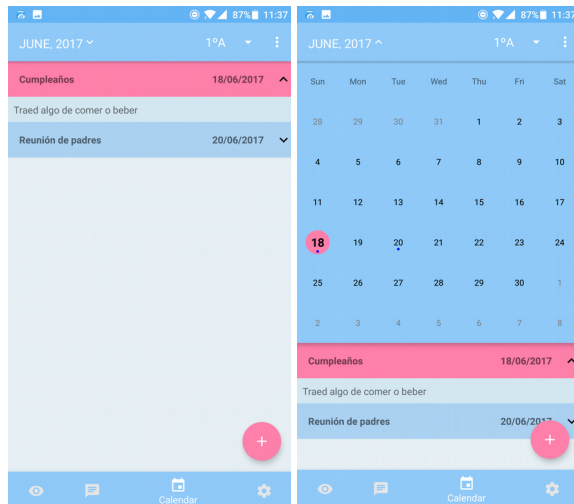 87% 11:37
JUNE, 2017 1ºA
Cumpleaños 18/06/2017
Traed algo de comer o beber
Reunión de padres 20/06/2017
Calendar
87% 11:37
JUNE, 2017 1ºA
Sun Mon Tue Wed Thu Fri Sat
28 29 30 31 1 2 3
4 5 6 7 8 9 10
11 12 13 14 15 16 17
18 19 20 21 22 23 24
25 26 27 28 29 30 1
2 3 4 5 6 7 8
Cumpleaños 18/06/2017
Traed algo de comer o beber
Reunión de padres 20/06/2017
Calendar